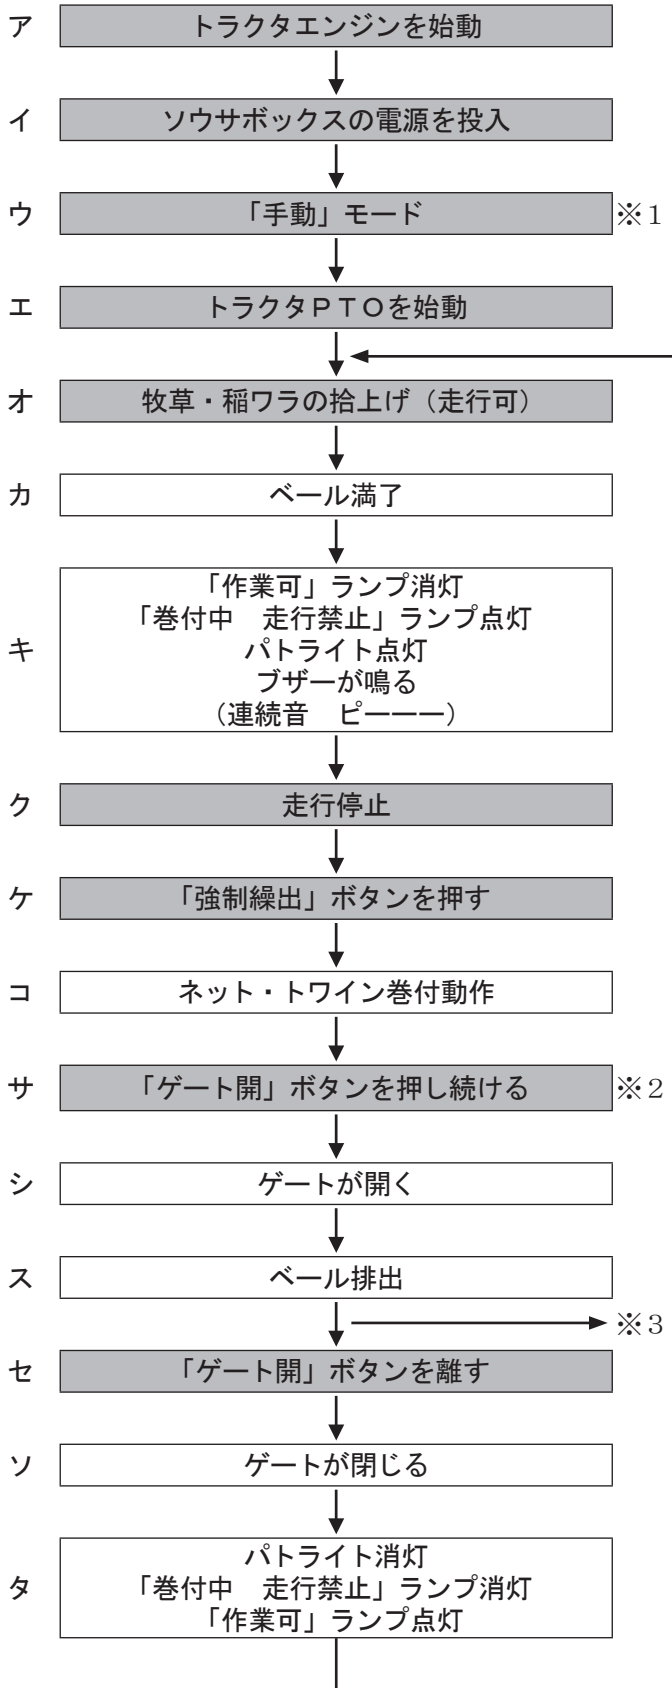 ア トラクタエンジンを始動
イ ソウサボックスの電源を投入
ウ 「手動」モード ※1
エ トラクタPTOを始動
オ 牧草・稲ワラの拾上げ（走行可）
カ ベール満了
「作業可」ランプ消灯
「巻付中　走行禁止」ランプ点灯
キ パトライト点灯
ブザーが鳴る
（連続音　ピーーー）
ク 走行停止
ケ 「強制繰出」ボタンを押す
コ ネット・トワイン巻付動作
サ 「ゲート開」ボタンを押し続ける ※2
シ ゲートが開く
ス ベール排出
※3
セ 「ゲート開」ボタンを離す
ソ ゲートが閉じる
パトライト消灯
タ 「巻付中　走行禁止」ランプ消灯
「作業可」ランプ点灯